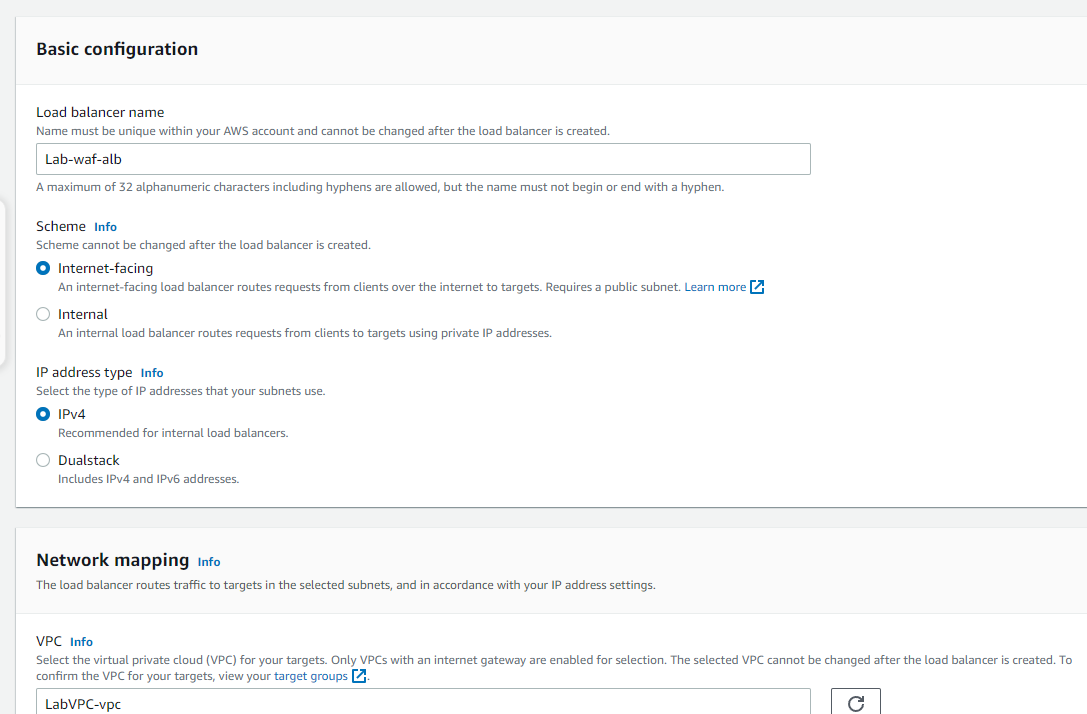 Basic configuration
Load balancer name
Name must be unique within your AWS account and cannot be changed after the load balancer is created.
Lab-waf-alb
A maximum of 32 alphanumeric characters including hyphens are allowed, but the name must not begin or end with a hyphen.
Scheme Info
Scheme cannot be changed after the load balancer is created.
Internet-facing
An internet-facing load balancer routes requests from clients over the internet to targets. Requires a public subnet. Learn more
Internal
An internal load balancer routes requests from clients to targets using private IP addresses.
IP address type Info
Select the type of IP addresses that your subnets use.
IPv4
Recommended for internal load balancers.
Dualstack
Includes IPv4 and IPv6 addresses.
Network mapping Info
The load balancer routes traffic to targets in the selected subnets, and in accordance with your IP address settings.
VPC Info
Select the virtual private cloud (VPC) for your targets. Only VPCs with an internet gateway are enabled for selection. The selected VPC cannot be changed after the load balancer is created. To
confirm the VPC for your targets, view your target groups.
LabVPC-vpc